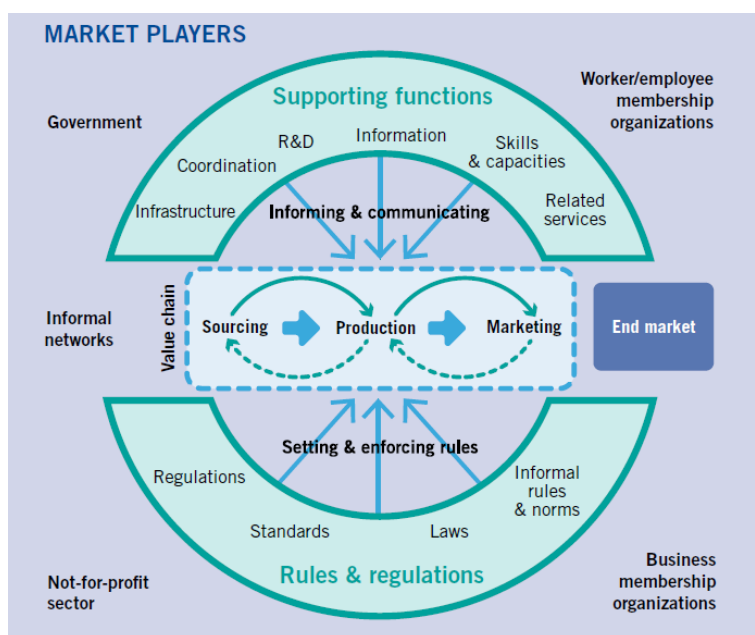 MARKET PLAYERS
Supporting functions
Worker/employee
membership
organizations
Government
Information
R&D
Skills
& capacities
Coordination
Related
services
Infrastructure
Informing & communicating
Informal
networks
Value chain
Sourcing
Production
Marketing
End market
Setting & enforcing rules
Regulations
Informal
rules
& norms
Standards
Laws
Rules & regulations
Not-for-profit
sector
Business
membership
organizations